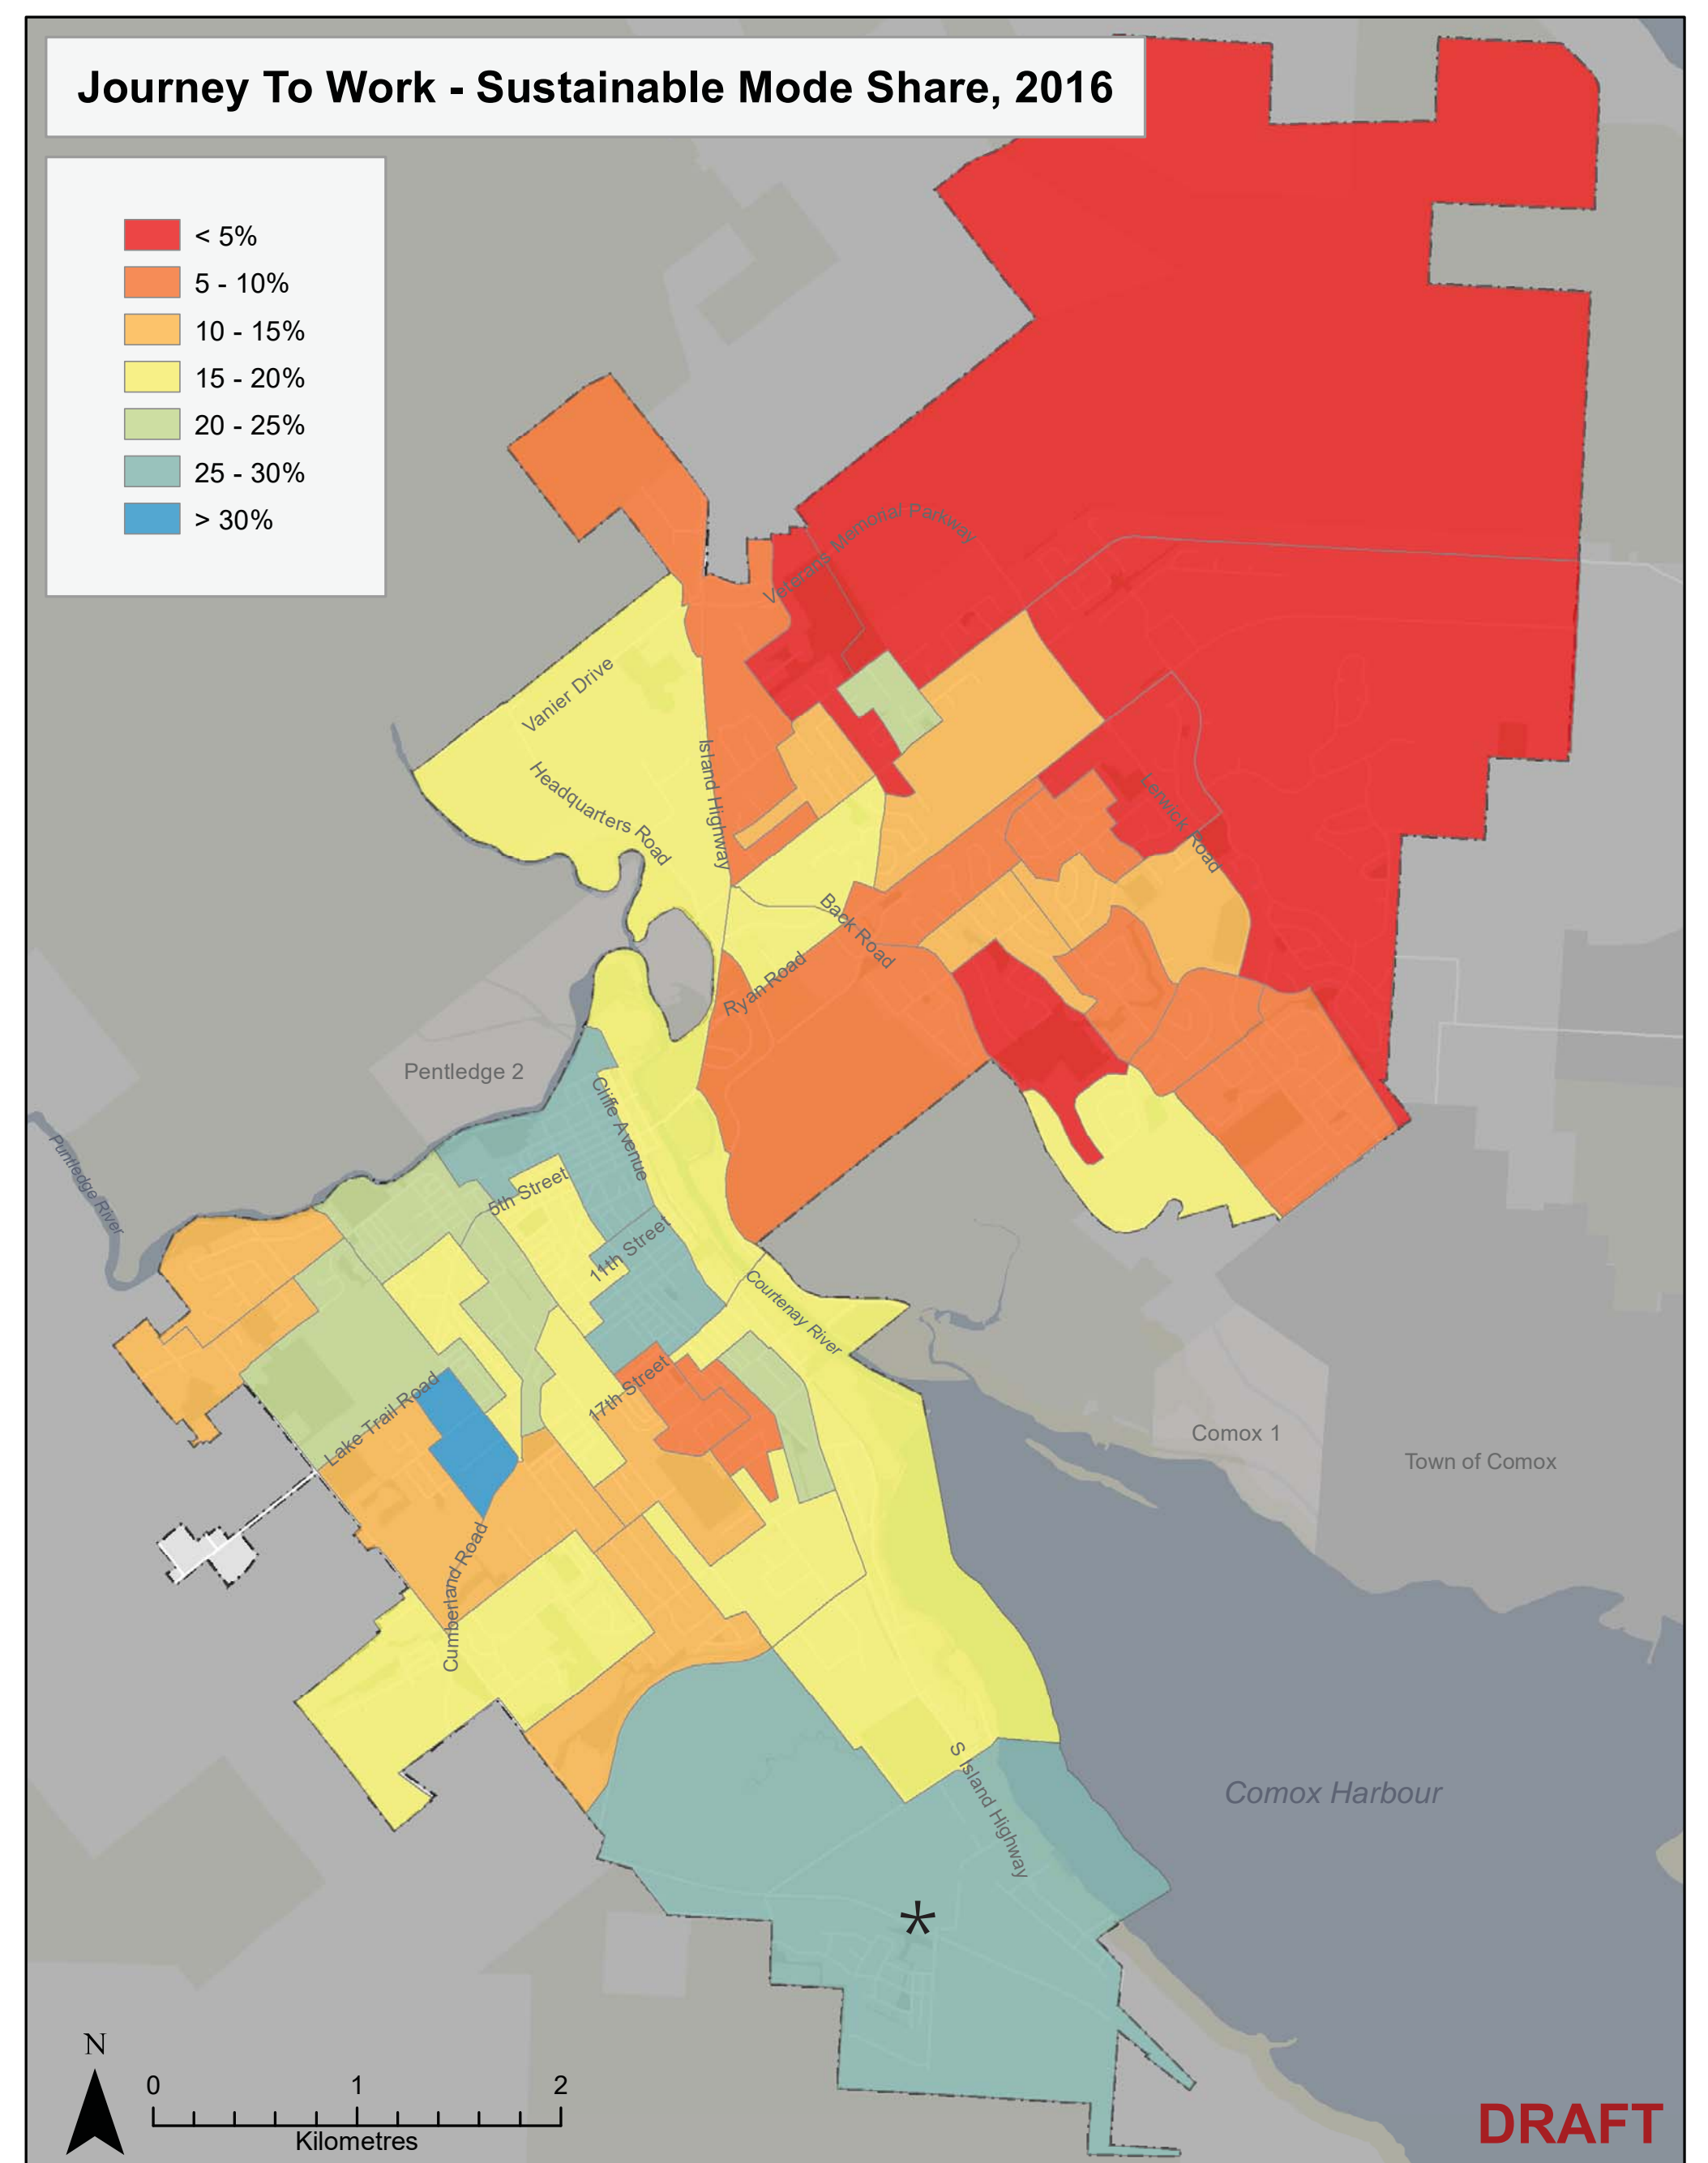 Journey To Work - Sustainable Mode Share, 2016
< 5%
5 - 10%
10 - 15%
15 - 20%
20 - 25%
25 - 30%
> 30%
Veterans Memorial Parkway
Vanier Drive
Island Highway
Headquarters Road
Lerwick Road
Back Road
Ryan Road
Pentledge 2
Cliffe Avenue
Puntledge River
5th Street
11th Street
Courtenay River
17th Street
Lake Trail Road
Comox 1
Town of Comox
Cumberland Road
S Island Highway
Comox Harbour
*
N
0 1 2
Kilometres
DRAFT